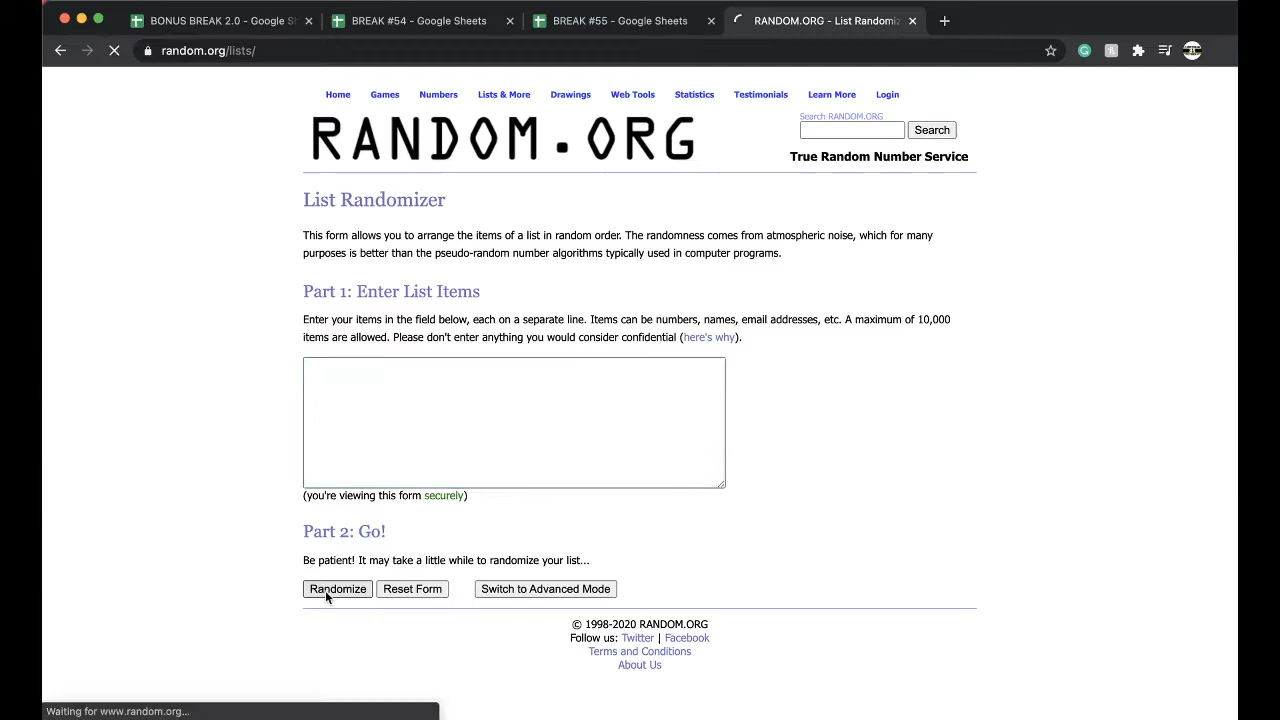 BONUS BREAK 2.0 - Google S
BREAK #54 - Google Sheets
BREAK #55 - Google Sheets
RANDOM.ORG - List Randomiz
random.org/lists/
Home Games Numbers Lists & More Drawings Web Tools Statistics Testimonials Learn More Login
RANDOM.ORG
Search RANDOM.ORG
Search
True Random Number Service
List Randomizer
This form allows you to arrange the items of a list in random order. The randomness comes from atmospheric noise, which for many
purposes is better than the pseudo-random number algorithms typically used in computer programs.
Part 1: Enter List Items
Enter your items in the field below, each on a separate line. Items can be numbers, names, email addresses, etc. A maximum of 10,000
items are allowed. Please don't enter anything you would consider confidential (here's why).
(you're viewing this form securely)
Part 2: Go!
Be patient! It may take a little while to randomize your list...
Randomize Reset Form Switch to Advanced Mode
© 1998-2020 RANDOM.ORG
Follow us: Twitter | Facebook
Terms and Conditions
About Us
Waiting for www.random.org...